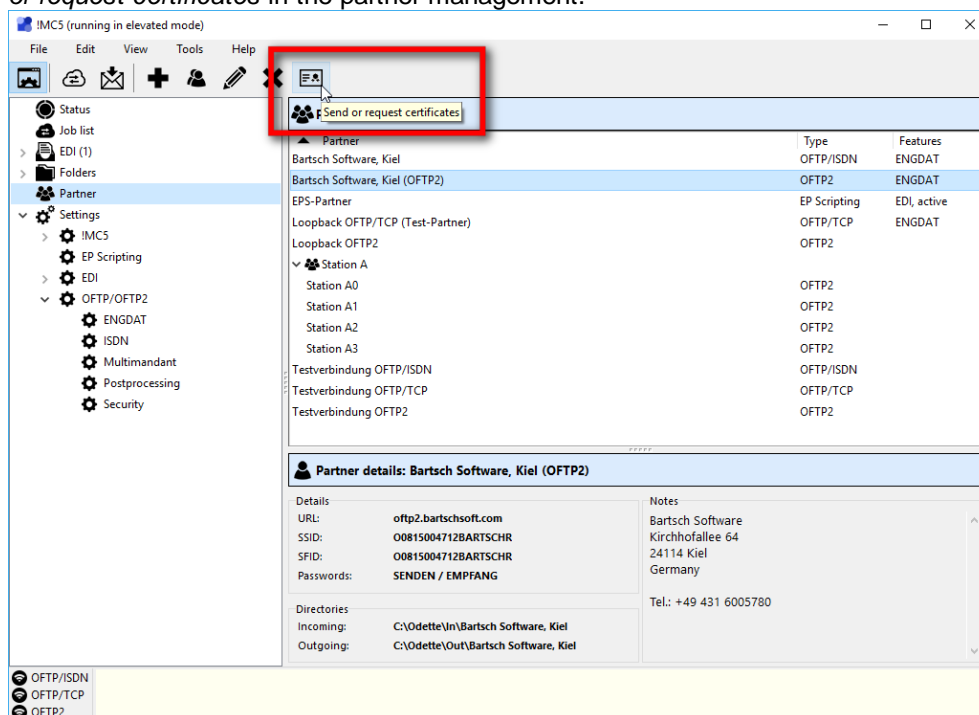 or request certificates in the partner management.
!MC5 (running in elevated mode)
File Edit View Tools Help
Send or request certificates
Status
Job list
EDI (1)
Folders
Partner
Settings
!MC5
EP Scripting
EDI
OFTP/OFTP2
ENGDAT
ISDN
Multimandant
Postprocessing
Security
Partner Type Features
Bartsch Software, Kiel OFTP/ISDN ENGDAT
Bartsch Software, Kiel (OFTP2) OFTP2 ENGDAT
EPS-Partner EP Scripting EDI, active
Loopback OFTP/TCP (Test-Partner) OFTP/TCP ENGDAT
Loopback OFTP2 OFTP2
Station A
Station A0 OFTP2
Station A1 OFTP2
Station A2 OFTP2
Station A3 OFTP2
Testverbindung OFTP/ISDN OFTP/ISDN
Testverbindung OFTP/TCP OFTP/TCP
Testverbindung OFTP2 OFTP2
Partner details: Bartsch Software, Kiel (OFTP2)
Details
URL: oftp2.bartschsoft.com
SSID: O0815004712BARTSCHR
SFID: O0815004712BARTSCHR
Passwords: SENDEN / EMPFANG
Directories
Incoming: C:\Odette\In\Bartsch Software, Kiel
Outgoing: C:\Odette\Out\Bartsch Software, Kiel
Notes
Bartsch Software
Kirchhofallee 64
24114 Kiel
Germany
Tel.: +49 431 6005780
OFTP/ISDN
OFTP/TCP
OFTP2